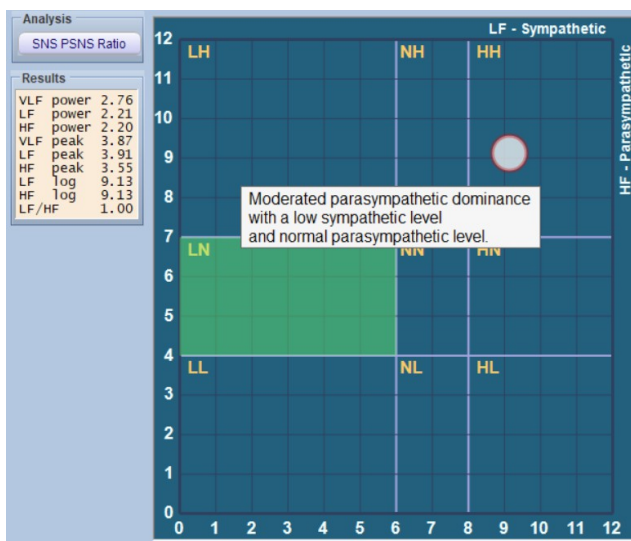 Analysis
SNS PSNS Ratio
Results
VLF power 2.76
LF power 2.21
HF power 2.20
VLF peak 3.87
LF peak 3.91
HF peak 3.55
LF log 9.13
HF log 9.13
LF/HF 1.00
LF - Sympathetic
HF - Parasympathetic
12
LH
NH
HH
11
10
9
8
Moderated parasympathetic dominance
with a low sympathetic level
and normal parasympathetic level.
7
LN
NN
HN
6
5
4
LL
NL
HL
3
2
1
0
0 1 2 3 4 5 6 7 8 9 10 11 12